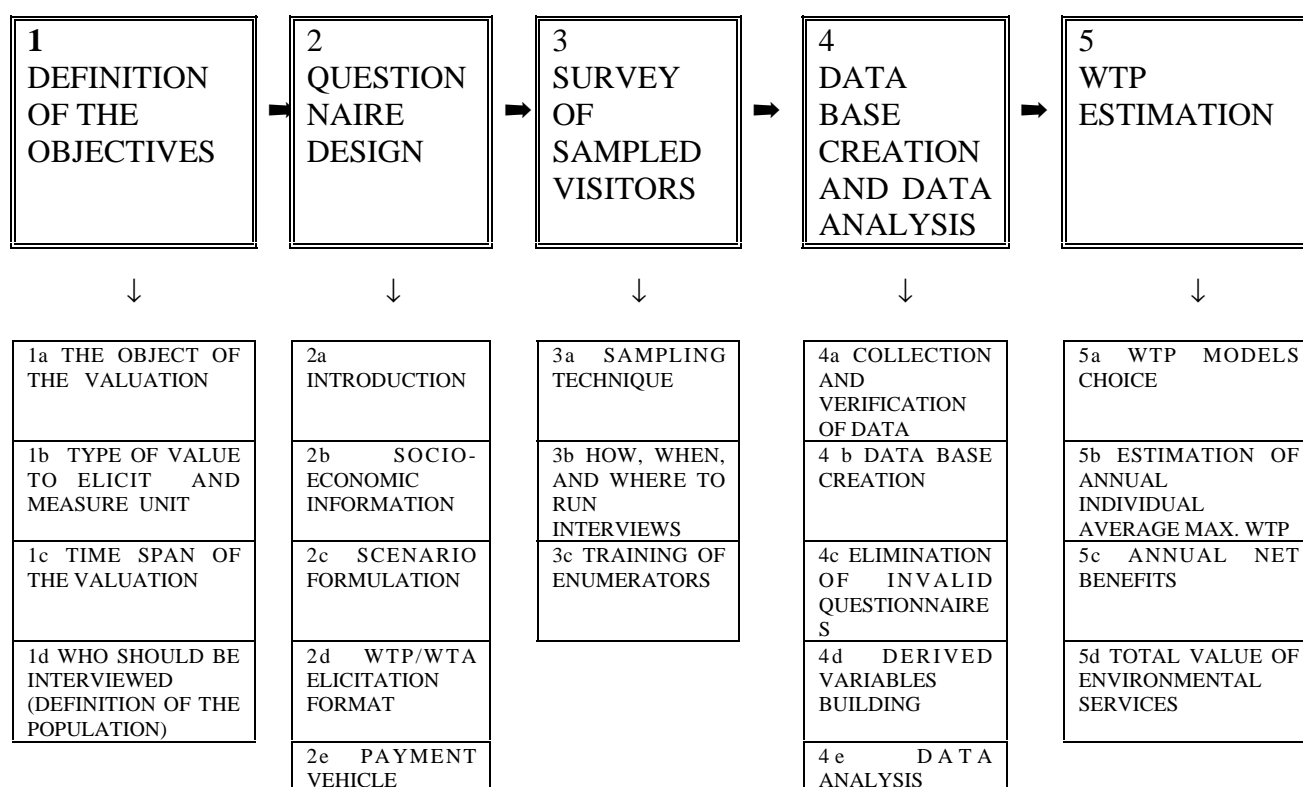 1
DEFINITION
OF THE
OBJECTIVES
2
QUESTION
NAIRE
DESIGN
3
SURVEY
OF
SAMPLED
VISITORS
4
DATA
BASE
CREATION
AND DATA
ANALYSIS
5
WTP
ESTIMATION
1a THE OBJECT OF
THE VALUATION
1b TYPE OF VALUE
TO ELICIT AND
MEASURE UNIT
1c TIME SPAN OF
THE VALUATION
1d WHO SHOULD BE
INTERVIEWED
(DEFINITION OF THE
POPULATION)
2a
INTRODUCTION
2b SOCIO-
ECONOMIC
INFORMATION
2c SCENARIO
FORMULATION
2d WTP/WTA
ELICITATION
FORMAT
2e PAYMENT
VEHICLE
3a SAMPLING
TECHNIQUE
3b HOW, WHEN,
AND WHERE TO
RUN
INTERVIEWS
3c TRAINING OF
ENUMERATORS
4a COLLECTION
AND
VERIFICATION
OF DATA
4 b DATA BASE
CREATION
4c ELIMINATION
OF INVALID
QUESTIONNAIRE
S
4d DERIVED
VARIABLES
BUILDING
4 e DATA
ANALYSIS
5a WTP MODELS
CHOICE
5b ESTIMATION OF
ANNUAL
INDIVIDUAL
AVERAGE MAX. WTP
5c ANNUAL NET
BENEFITS
5d TOTAL VALUE OF
ENVIRONMENTAL
SERVICES